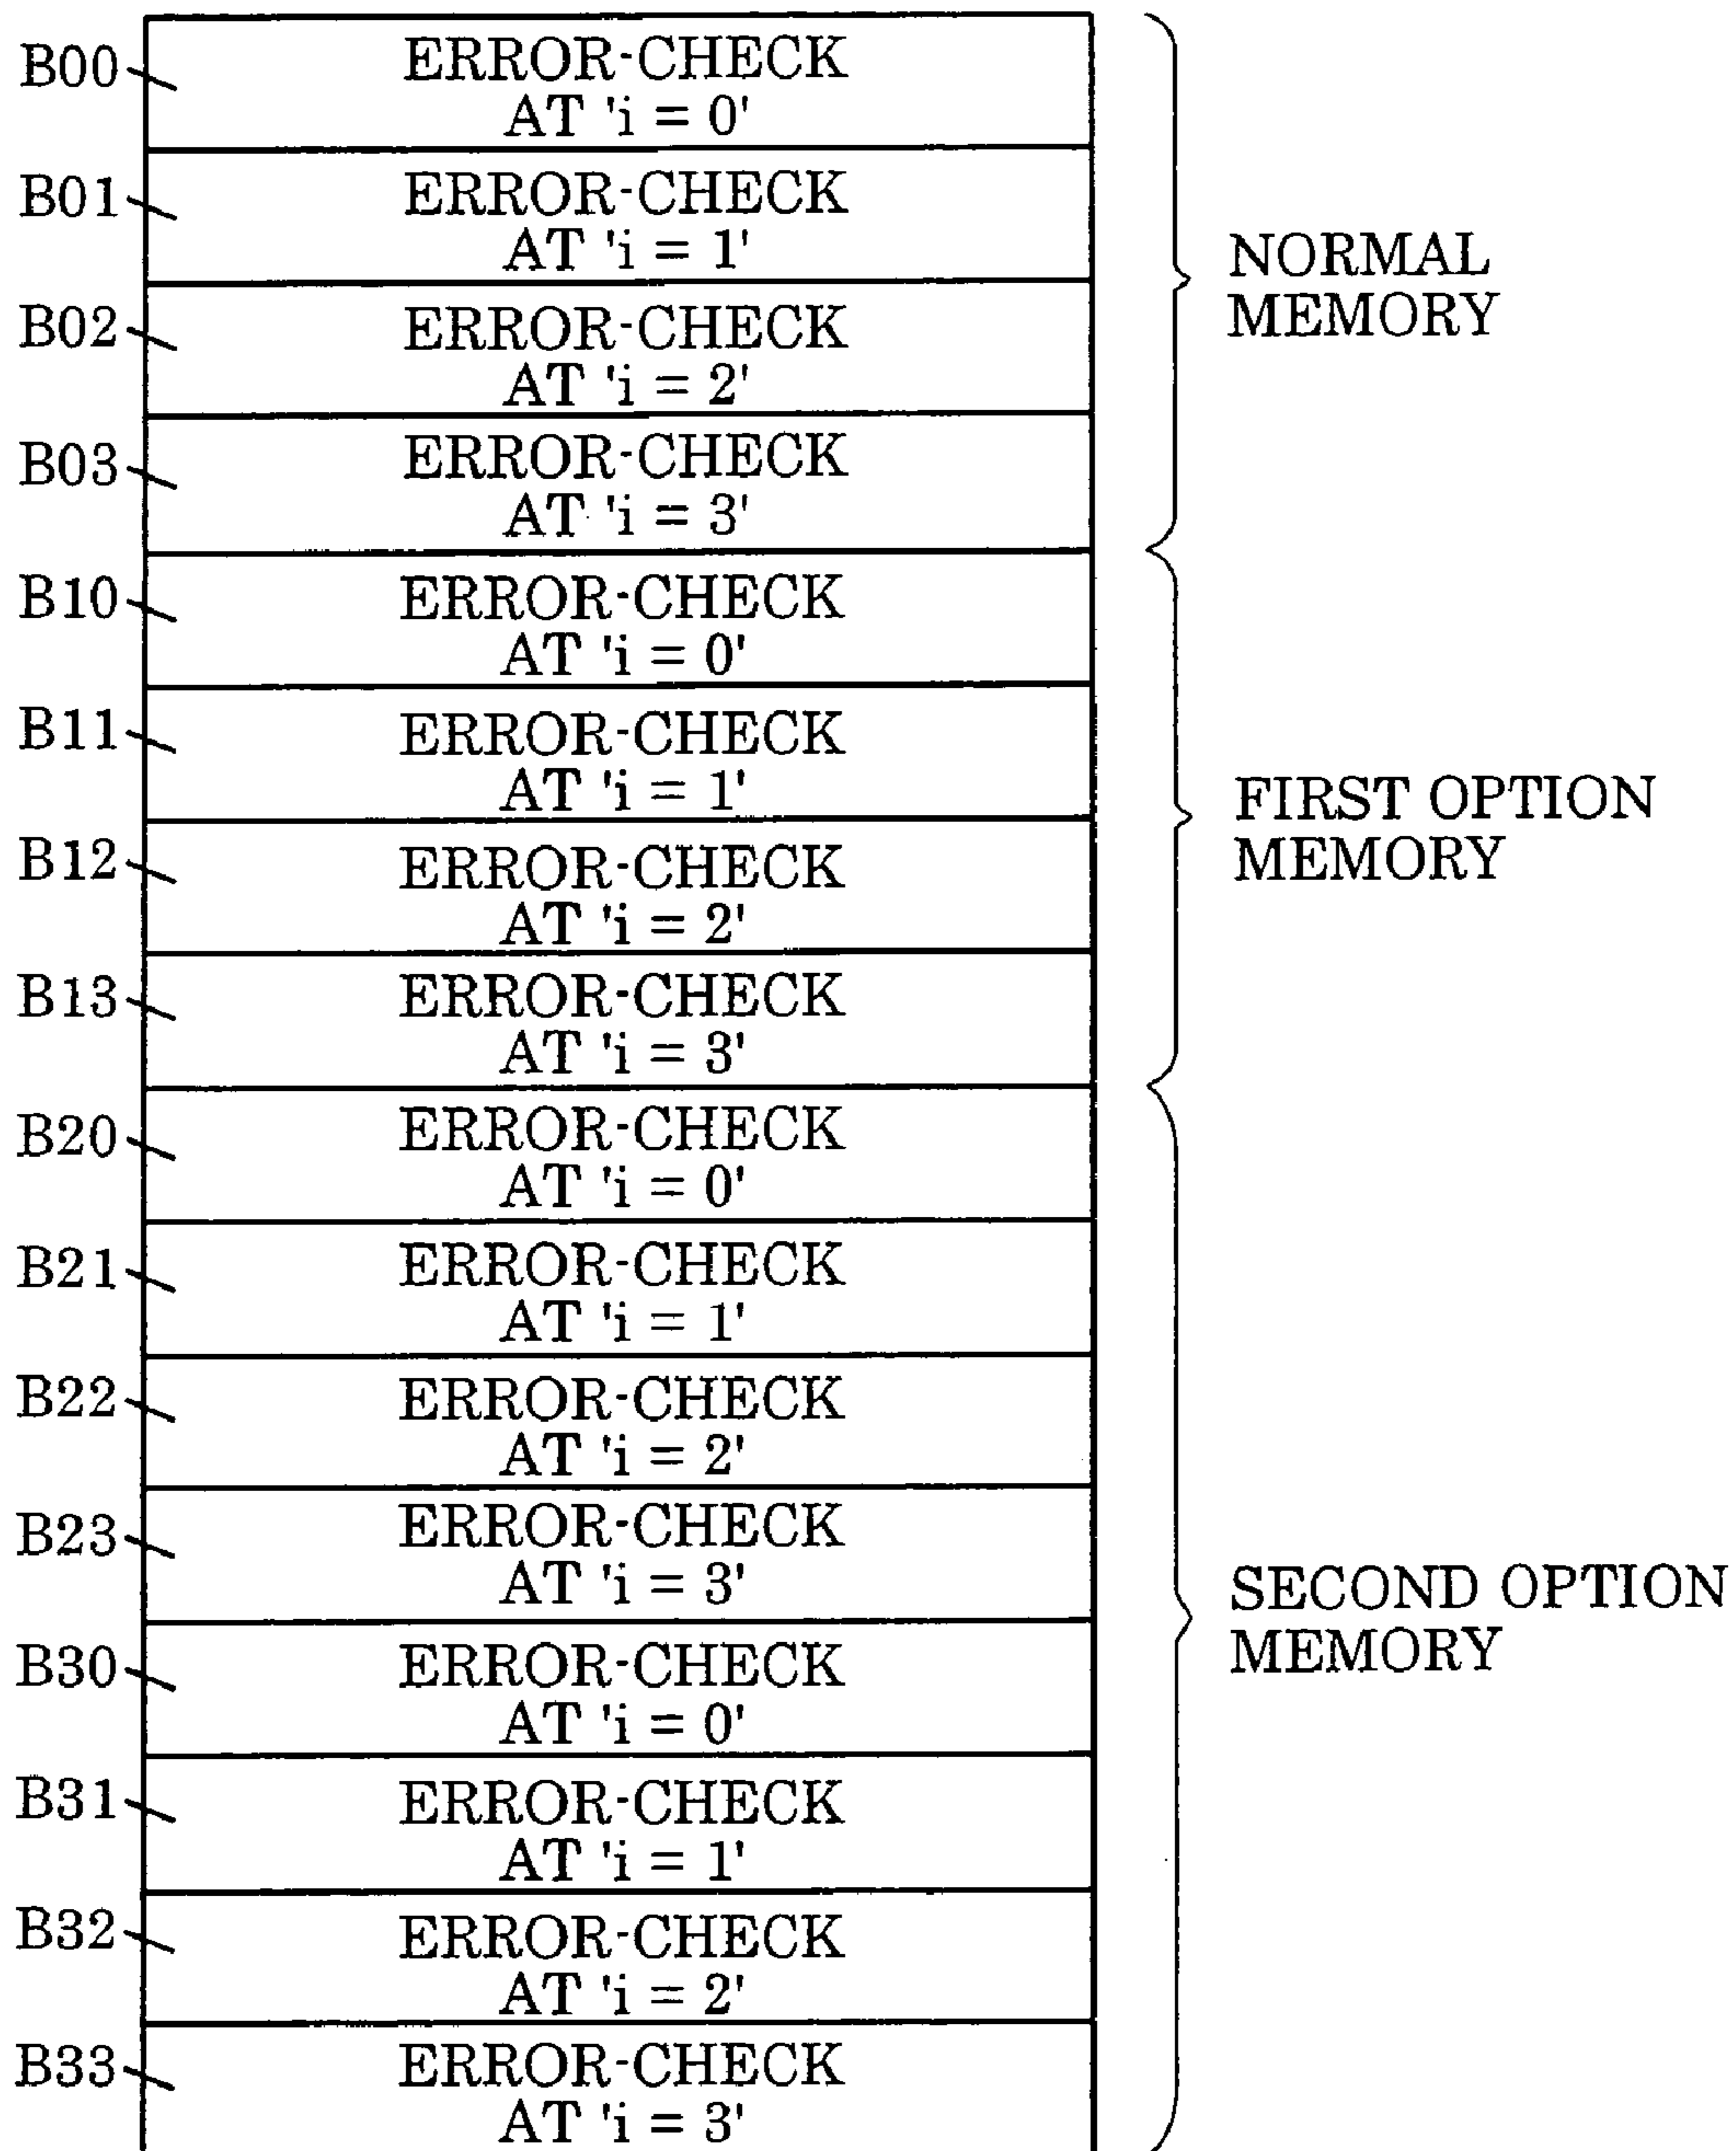 B00
ERROR-CHECK
AT 'i = 0'
B01
ERROR-CHECK
AT 'i = 1'
B02
ERROR-CHECK
AT 'i = 2'
B03
ERROR-CHECK
AT 'i = 3'
NORMAL
MEMORY
B10
ERROR-CHECK
AT 'i = 0'
B11
ERROR-CHECK
AT 'i = 1'
B12
ERROR-CHECK
AT 'i = 2'
B13
ERROR-CHECK
AT 'i = 3'
FIRST OPTION
MEMORY
B20
ERROR-CHECK
AT 'i = 0'
B21
ERROR-CHECK
AT 'i = 1'
B22
ERROR-CHECK
AT 'i = 2'
B23
ERROR-CHECK
AT 'i = 3'
B30
ERROR-CHECK
AT 'i = 0'
B31
ERROR-CHECK
AT 'i = 1'
B32
ERROR-CHECK
AT 'i = 2'
B33
ERROR-CHECK
AT 'i = 3'
SECOND OPTION
MEMORY